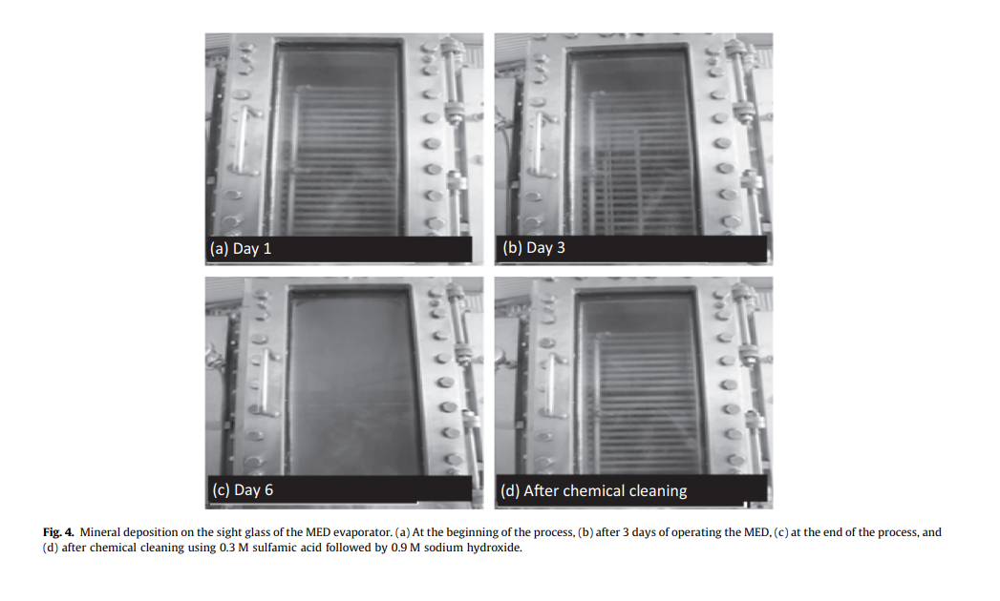 (a) Day 1
(b) Day 3
(c) Day 6
(d) After chemical cleaning
Fig. 4. Mineral deposition on the sight glass of the MED evaporator. (a) At the beginning of the process, (b) after 3 days of operating the MED, (c) at the end of the process, and
(d) after chemical cleaning using 0.3 M sulfamic acid followed by 0.9 M sodium hydroxide.